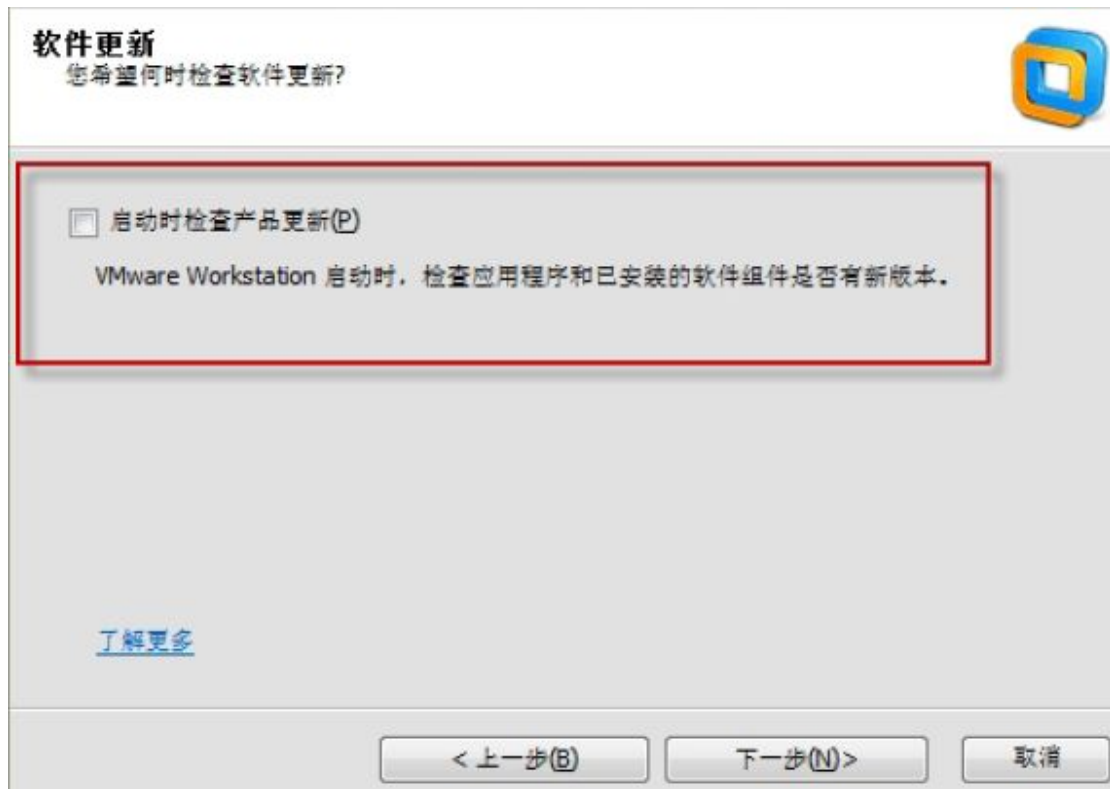 软件更新
您希望何时检查软件更新?
启动时检查产品更新(P)
VMware Workstation 启动时，检查应用程序和已安装的软件组件是否有新版本。
了解更多
< 上一步(B)
下一步(N)>
取消